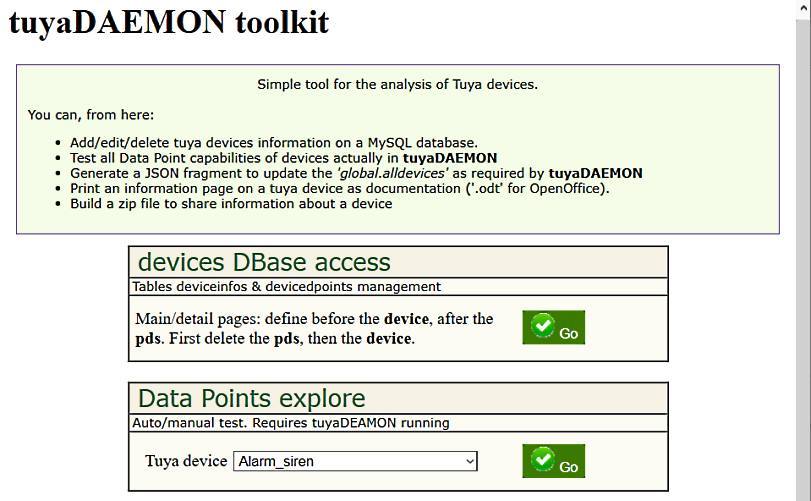 tuyaDAEMON toolkit
Simple tool for the analysis of Tuya devices.
You can, from here:
• Add/edit/delete tuya devices information on a MySQL database.
• Test all Data Point capabilities of devices actually in tuyaDAEMON
• Generate a JSON fragment to update the 'global.alldevices' as required by tuyaDAEMON
• Print an information page on a tuya device as documentation ('.odt' for OpenOffice).
• Build a zip file to share information about a device
devices DBase access
Tables deviceinfos & devicedpoints management
Main/detail pages: define before the device, after the
pds. First delete the pds, then the device.
Go
Data Points explore
Auto/manual test. Requires tuyaDEAMON running
Tuya device Alarm_siren
Go